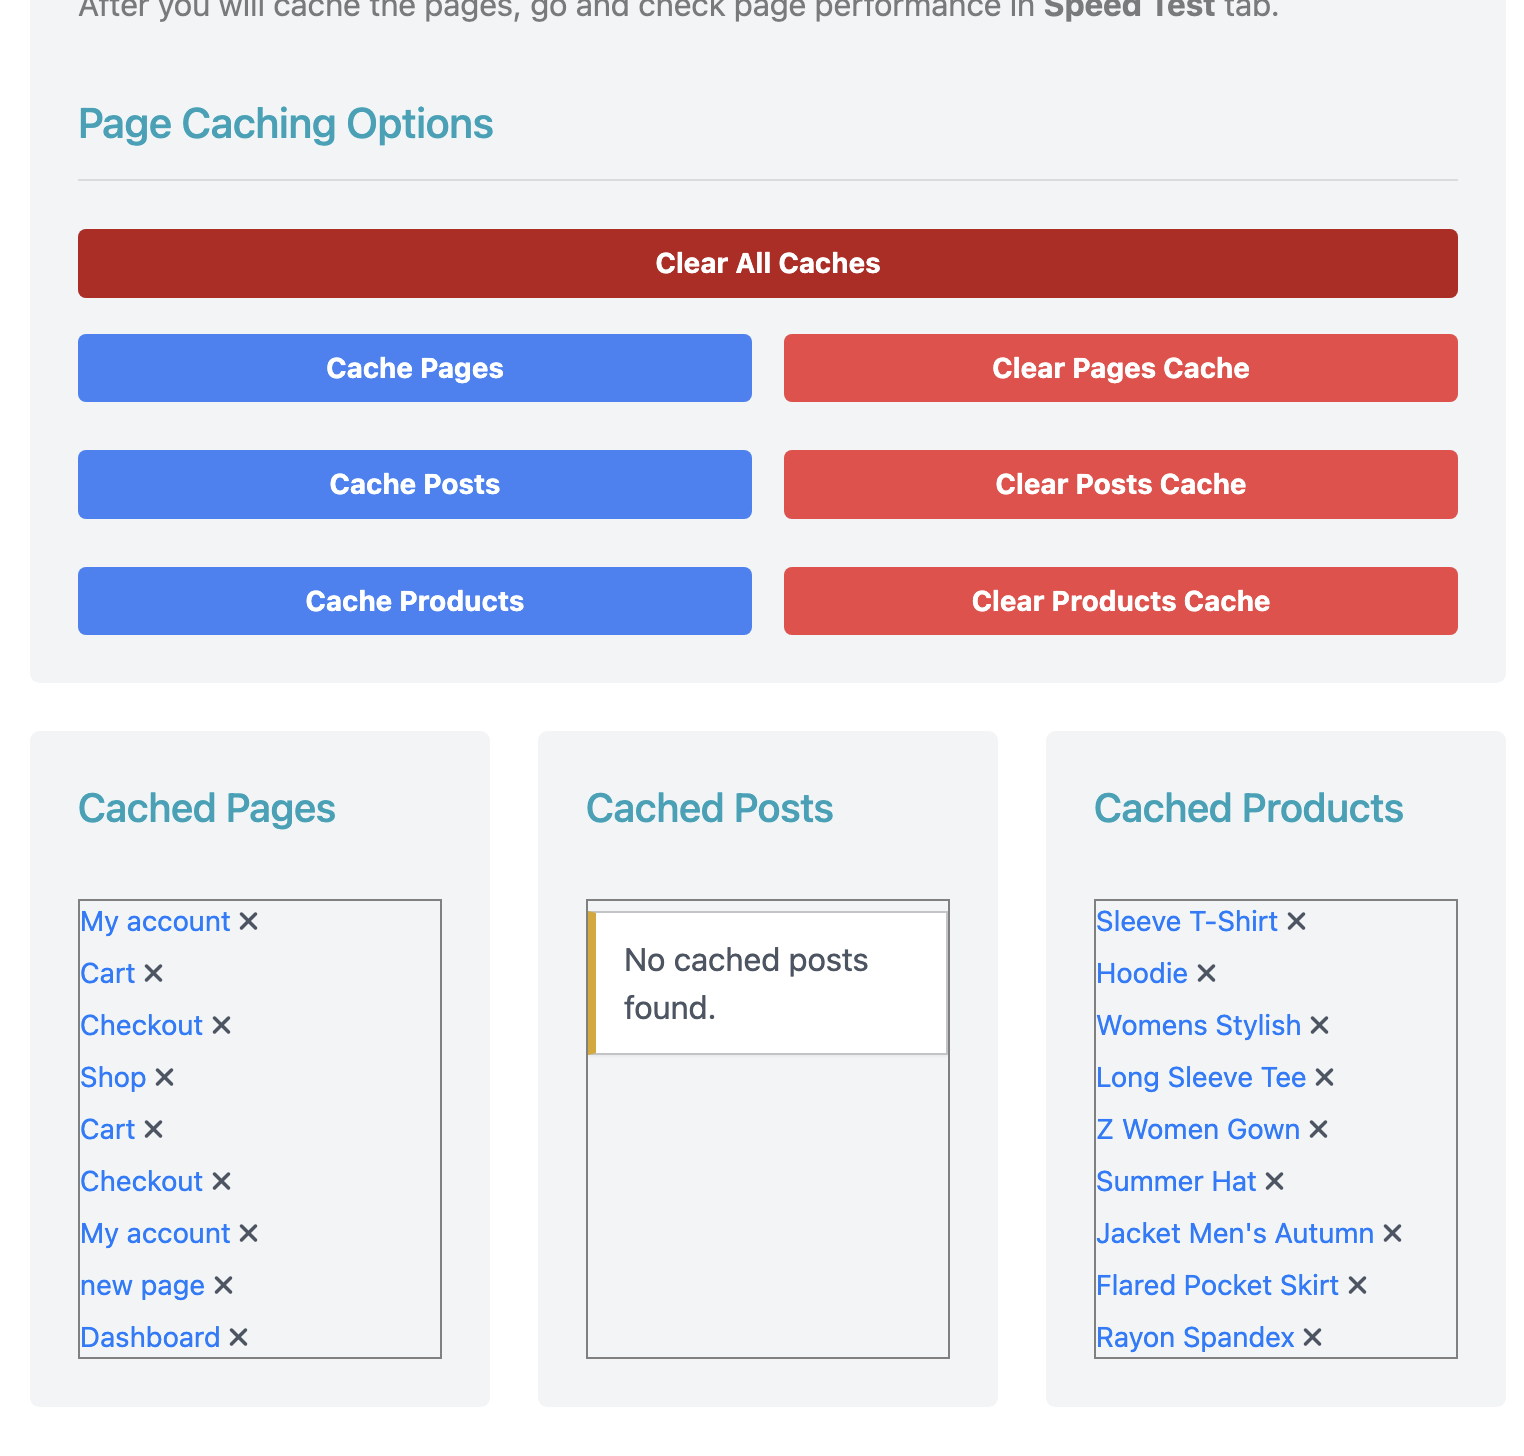 After you will cache the pages, go and check page performance in Speed Test tab.
Page Caching Options
Clear All Caches
Cache Pages
Clear Pages Cache
Cache Posts
Clear Posts Cache
Cache Products
Clear Products Cache
Cached Pages
My account ✕
Cart ✕
Checkout ✕
Shop ✕
Cart ✕
Checkout ✕
My account ✕
new page ✕
Dashboard ✕
Cached Posts
No cached posts
found.
Cached Products
Sleeve T-Shirt ✕
Hoodie ✕
Womens Stylish ✕
Long Sleeve Tee ✕
Z Women Gown ✕
Summer Hat ✕
Jacket Men's Autumn ✕
Flared Pocket Skirt ✕
Rayon Spandex ✕